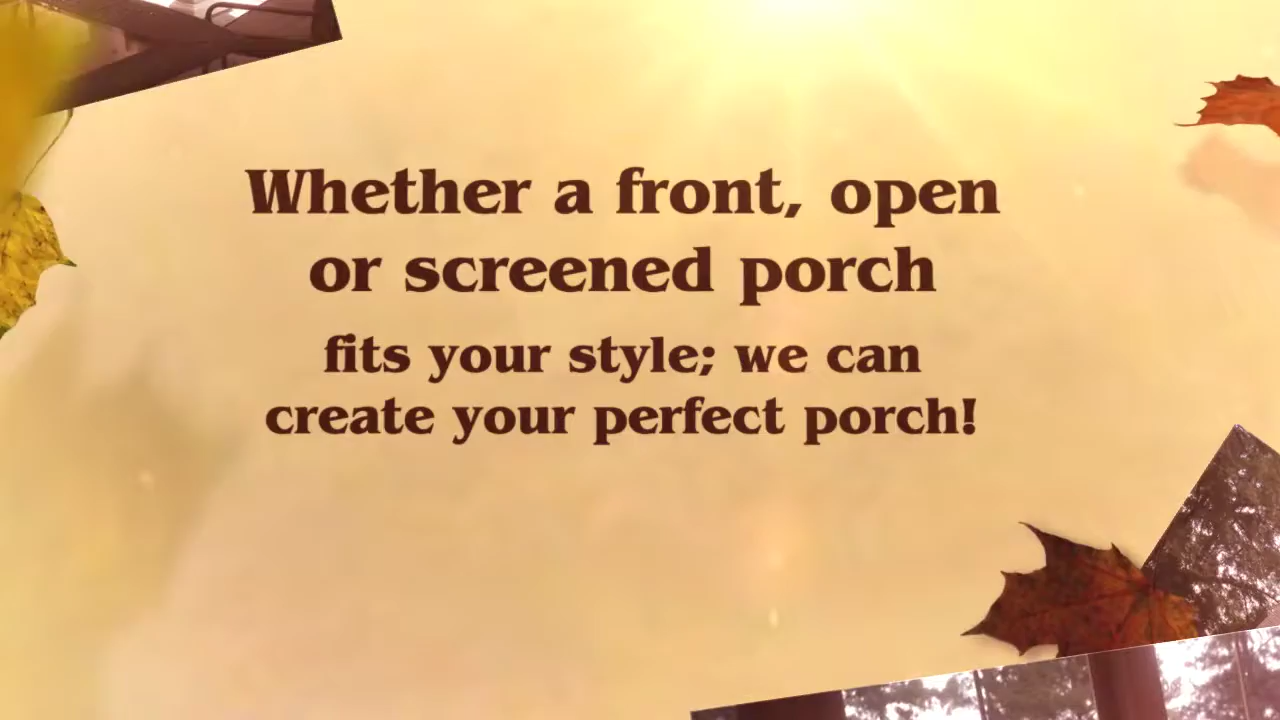 Whether a front, open
or screened porch
fits your style; we can
create your perfect porch!